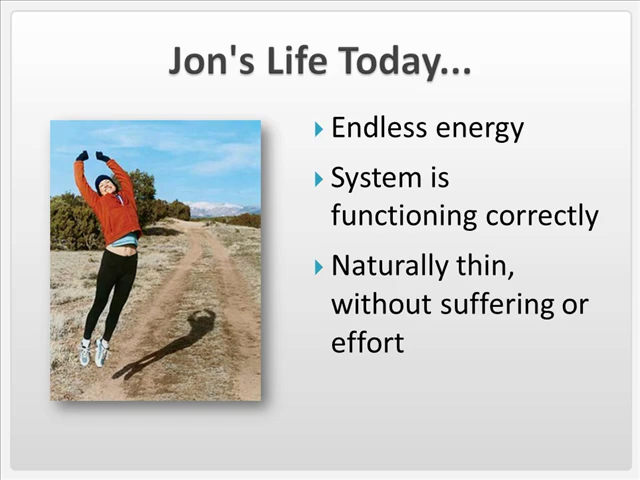 Jon's Life Today...
Endless energy
System is
functioning correctly
Naturally thin,
without suffering or
effort